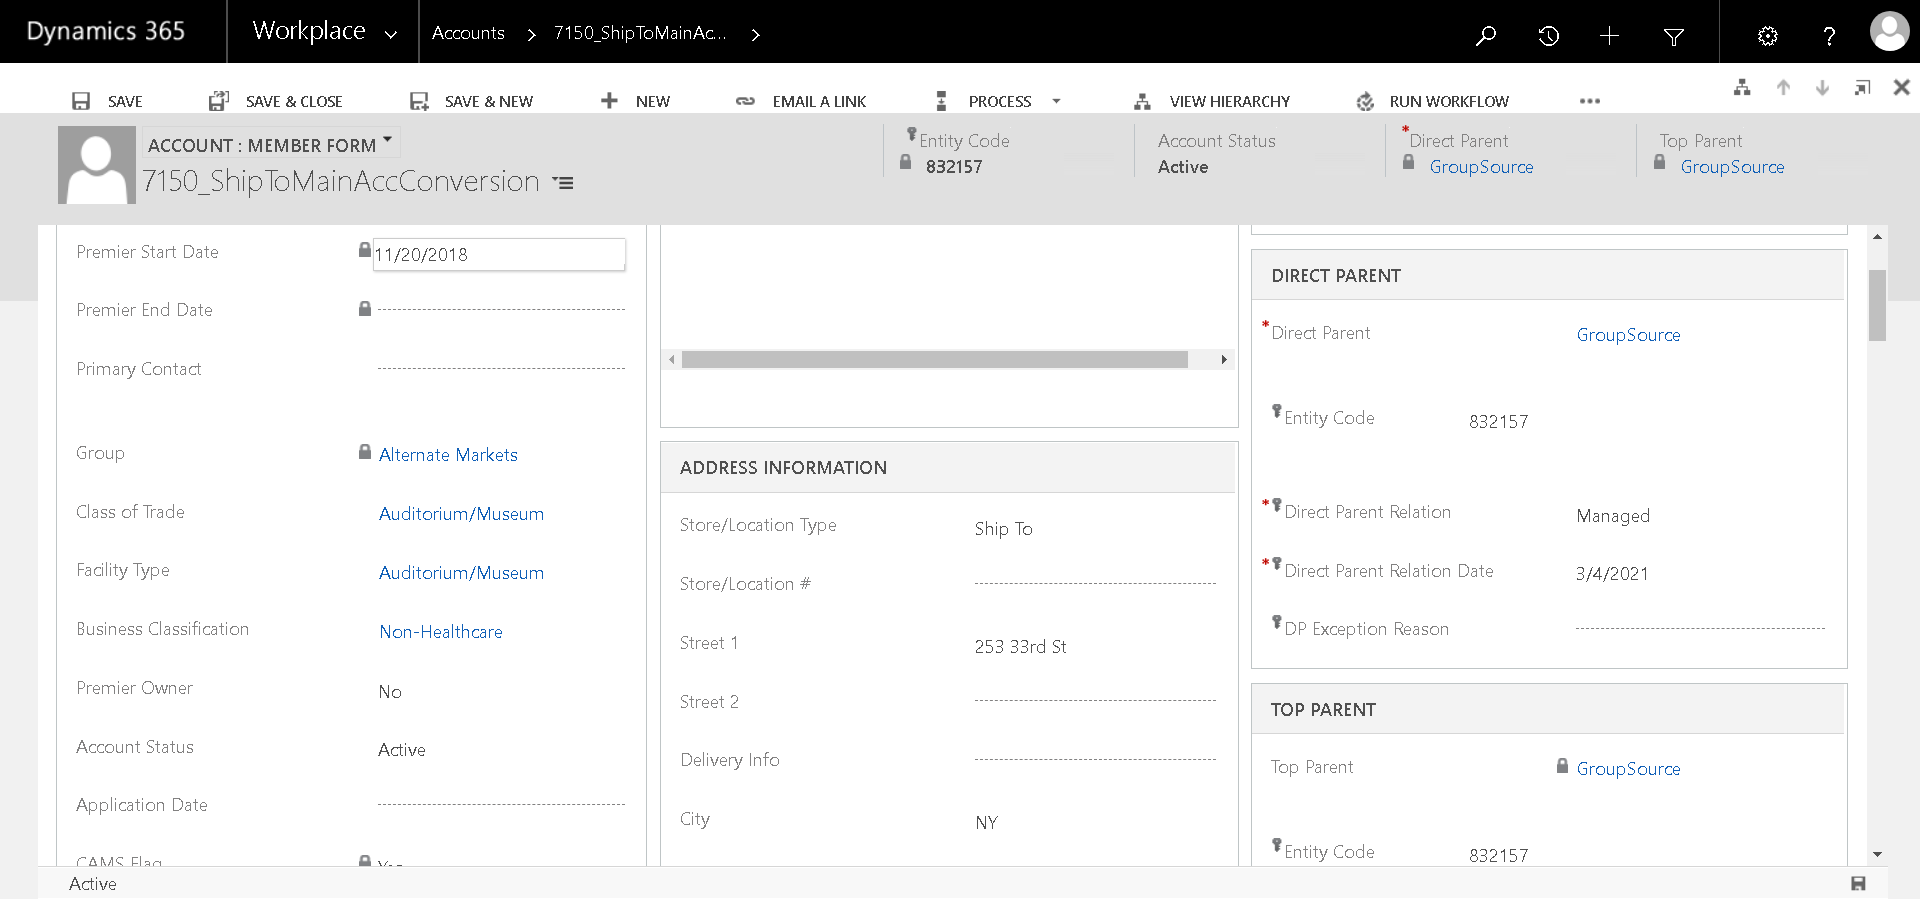 Dynamics 365
Workplace
Accounts
7150_ShipToMainAc...
SAVE
SAVE & CLOSE
SAVE & NEW
NEW
EMAIL A LINK
PROCESS
VIEW HIERARCHY
RUN WORKFLOW
ACCOUNT : MEMBER FORM
7150_ShipToMainAccConversion
Entity Code
832157
Account Status
Active
*Direct Parent
GroupSource
Top Parent
GroupSource
Premier Start Date
11/20/2018
Premier End Date
Primary Contact
Group
Alternate Markets
Class of Trade
Auditorium/Museum
Facility Type
Auditorium/Museum
Business Classification
Non-Healthcare
Premier Owner
No
Account Status
Active
Application Date
CAMS Flag
Yes
ADDRESS INFORMATION
Store/Location Type
Ship To
Store/Location #
Street 1
253 33rd St
Street 2
Delivery Info
City
NY
DIRECT PARENT
*Direct Parent
GroupSource
Entity Code
832157
*Direct Parent Relation
Managed
*Direct Parent Relation Date
3/4/2021
DP Exception Reason
TOP PARENT
Top Parent
GroupSource
Entity Code
832157
Active